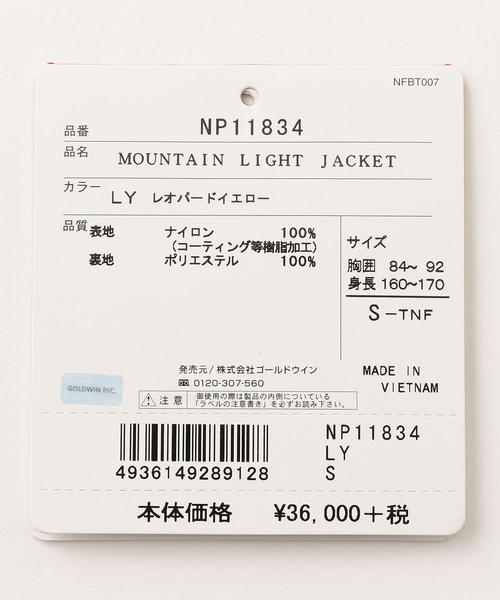 NFBT007
品番 NP11834
品名 MOUNTAIN LIGHT JACKET
カラー LY レオパードイエロー
品質 表地 ナイロン 100%
(コーティング等樹脂加工)
裏地 ポリエステル 100%
サイズ
胸囲 84〜 92
身長 160〜170
S-TNF
発売元/株式会社ゴールドウイン
0120-307-560
MADE IN
VIETNAM
GOLDWIN INC.
注意 御使用の際は製品の内側についている
「ラベルの注意書き」を必ずお読み下さい。
4936149289128
NP11834
LY
S
本体価格 ¥36,000+税